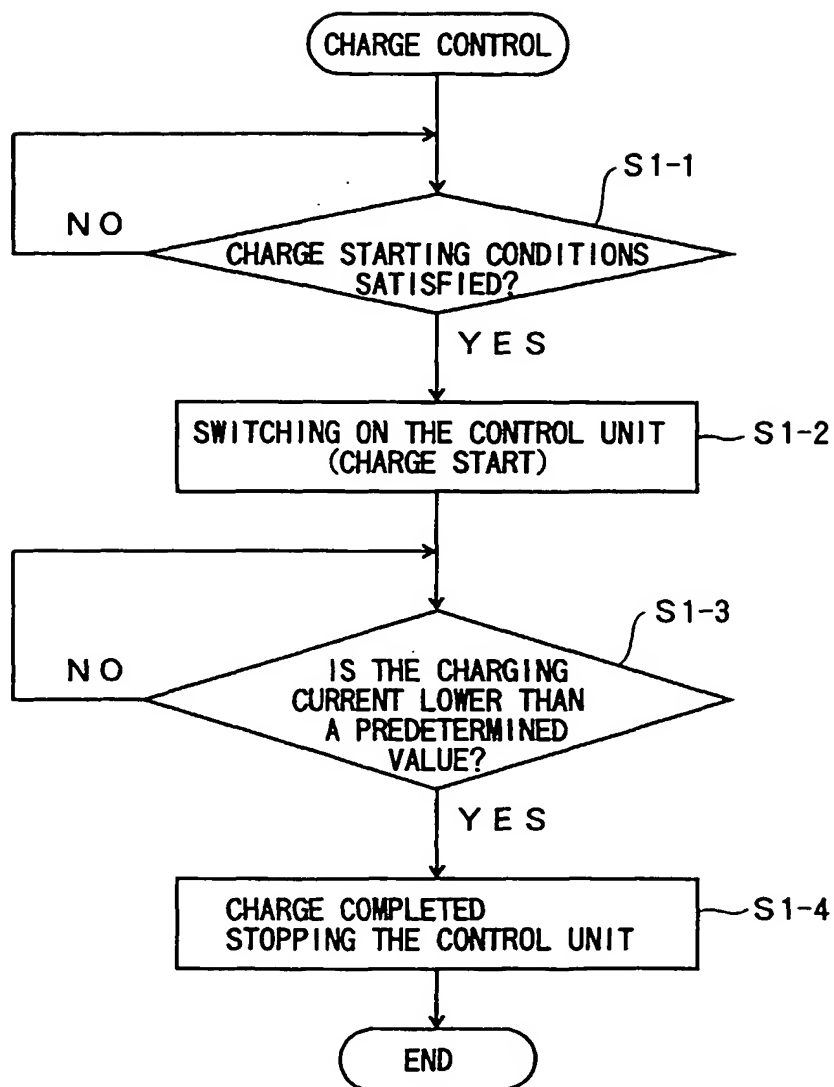 CHARGE CONTROL
S1-1
NO
CHARGE STARTING CONDITIONS
SATISFIED?
YES
SWITCHING ON THE CONTROL UNIT
(CHARGE START)
S1-2
S1-3
NO
IS THE CHARGING
CURRENT LOWER THAN
A PREDETERMINED
VALUE?
YES
CHARGE COMPLETED
STOPPING THE CONTROL UNIT
S1-4
END